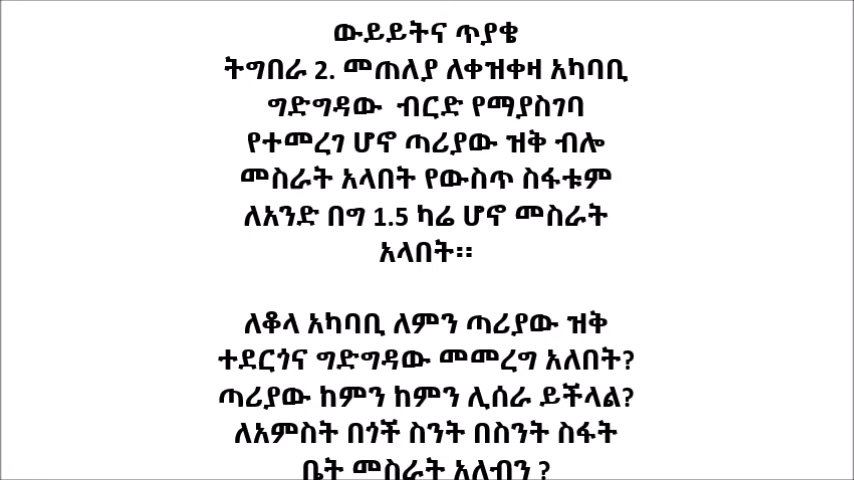 ውይይትና ጥያቄ
ትግበራ 2. መጠለያ ለቀዝቀዛ አካባቢ
ግድግዳው ብርድ የማያስገባ
የተመረገ ሆኖ ጣሪያው ዝቅ ብሎ
መስራት አላበት የውስጥ ስፋቱም
ለአንድ በግ 1.5 ካሬ ሆኖ መስራት
አላበት፡፡
ለቆላ አካባቢ ለምን ጣሪያው ዝቅ
ተደርጎና ግድግዳው መመረግ አለበት?
ጣሪያው ከምን ከምን ሊሰራ ይችላል?
ለአምስት በጎች ስንት በስንት ስፋት
ቤት መስራት አለብን ?